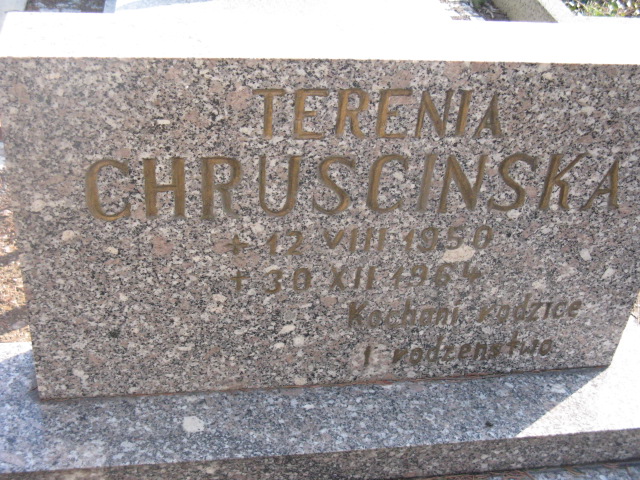 TERENIA
CHRUSCINSKA
+ 12 VIII 1950
+ 30 XII 1964
Kochani rodzice
i rodzeństwo